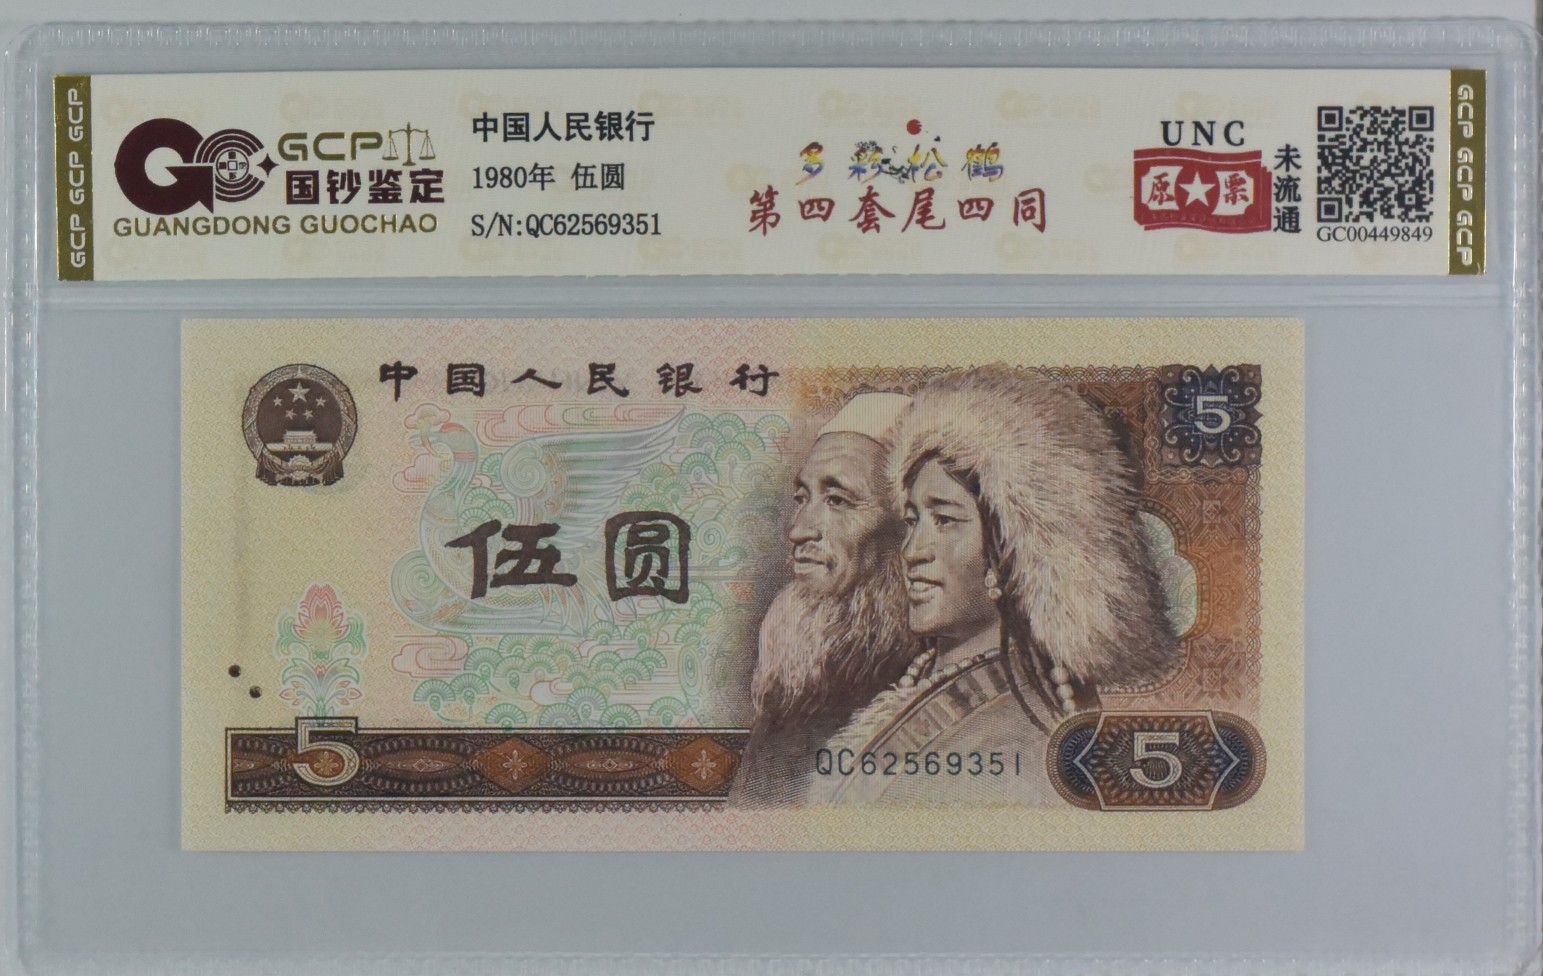 GCP GCP GCP
GCP
国钞鉴定
GUANGDONG GUOCHAO
中国人民银行
1980年 伍圆
S/N:QC62569351
多彩松鹤
第四套尾四同
UNC
原★票
未流通
GC00449849
GCP GCP GCP
中国人民银行
5
伍圆
5
QC62569351
5